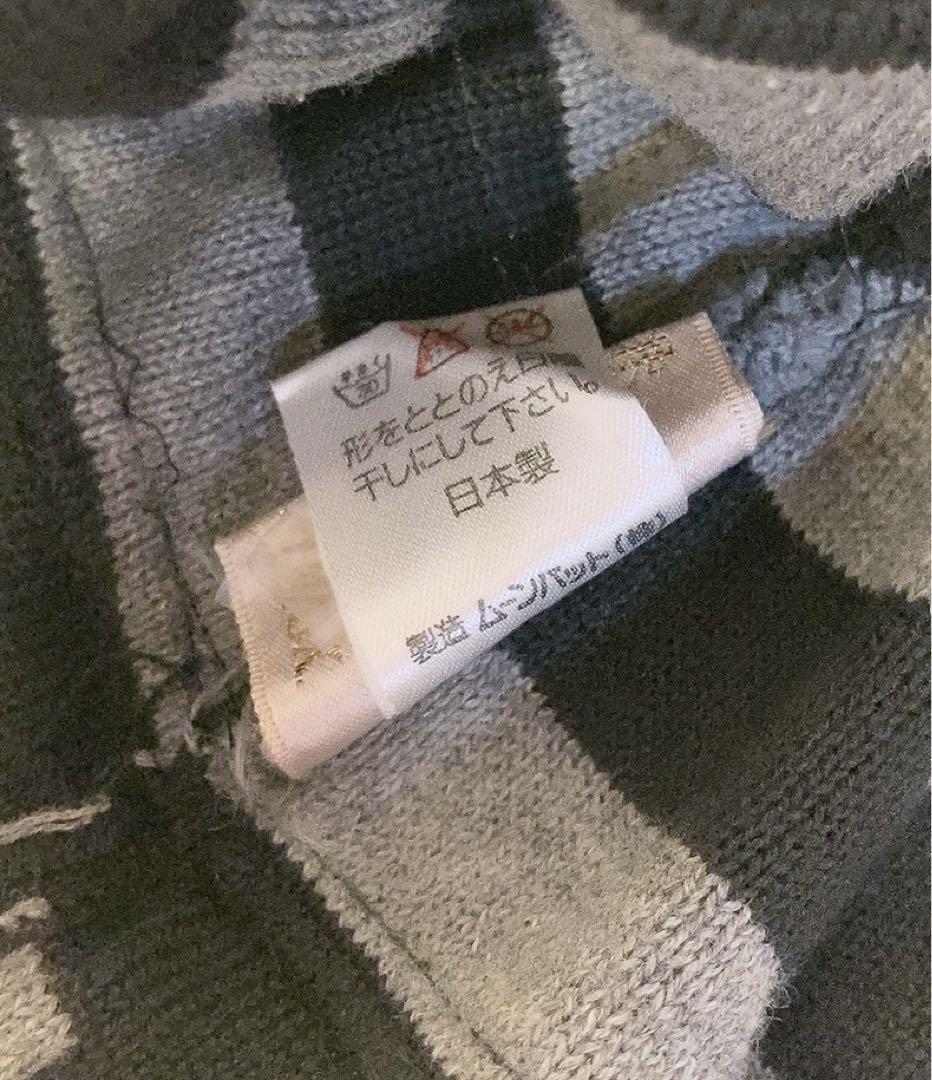 形をととのえ日
干しにして下さい。
日本製
製造 ムーンバット(株)